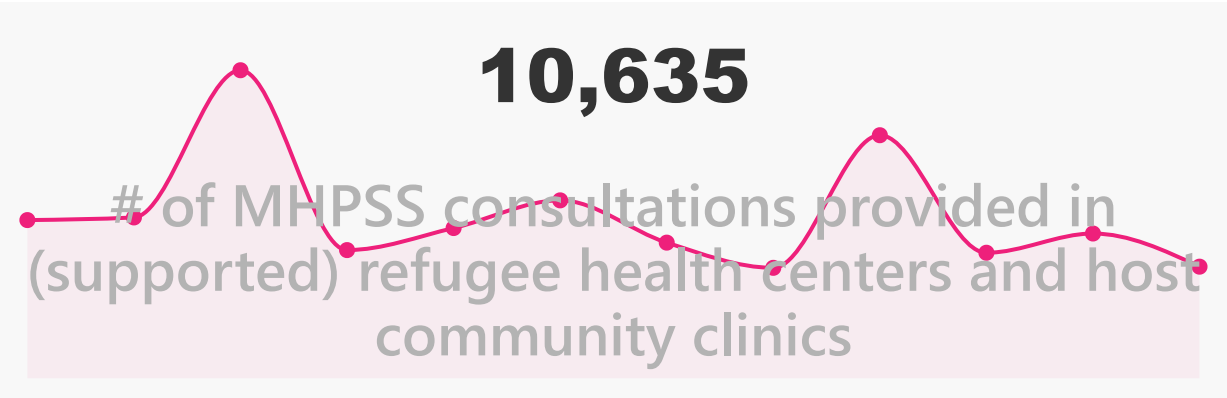 10,635
# of MHPSS consultations provided in
(supported) refugee health centers and host
community clinics